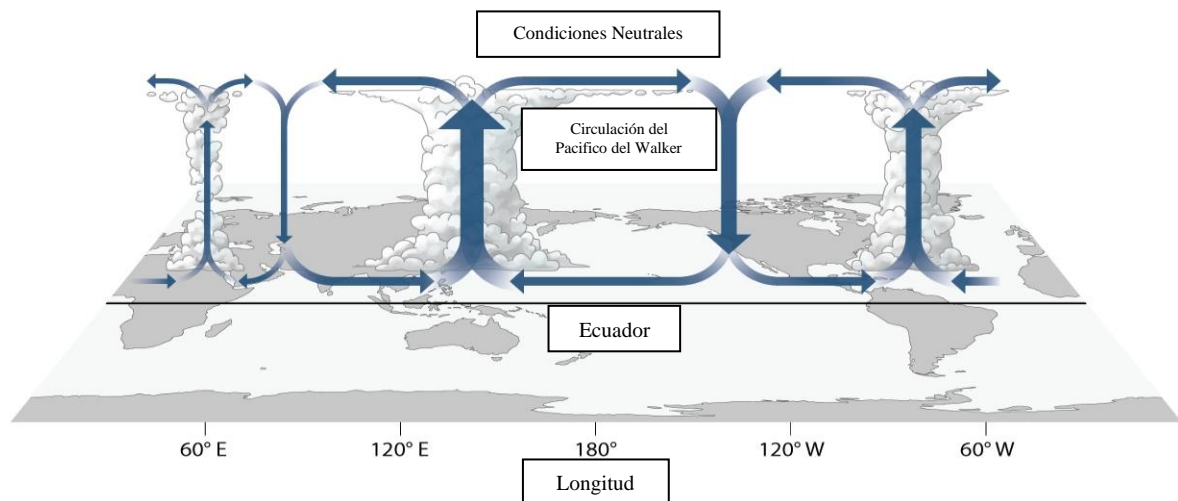 Condiciones Neutrales
Circulación del
Pacifico del Walker
Ecuador
60° E
120° E
180°
120° W
60° W
Longitud